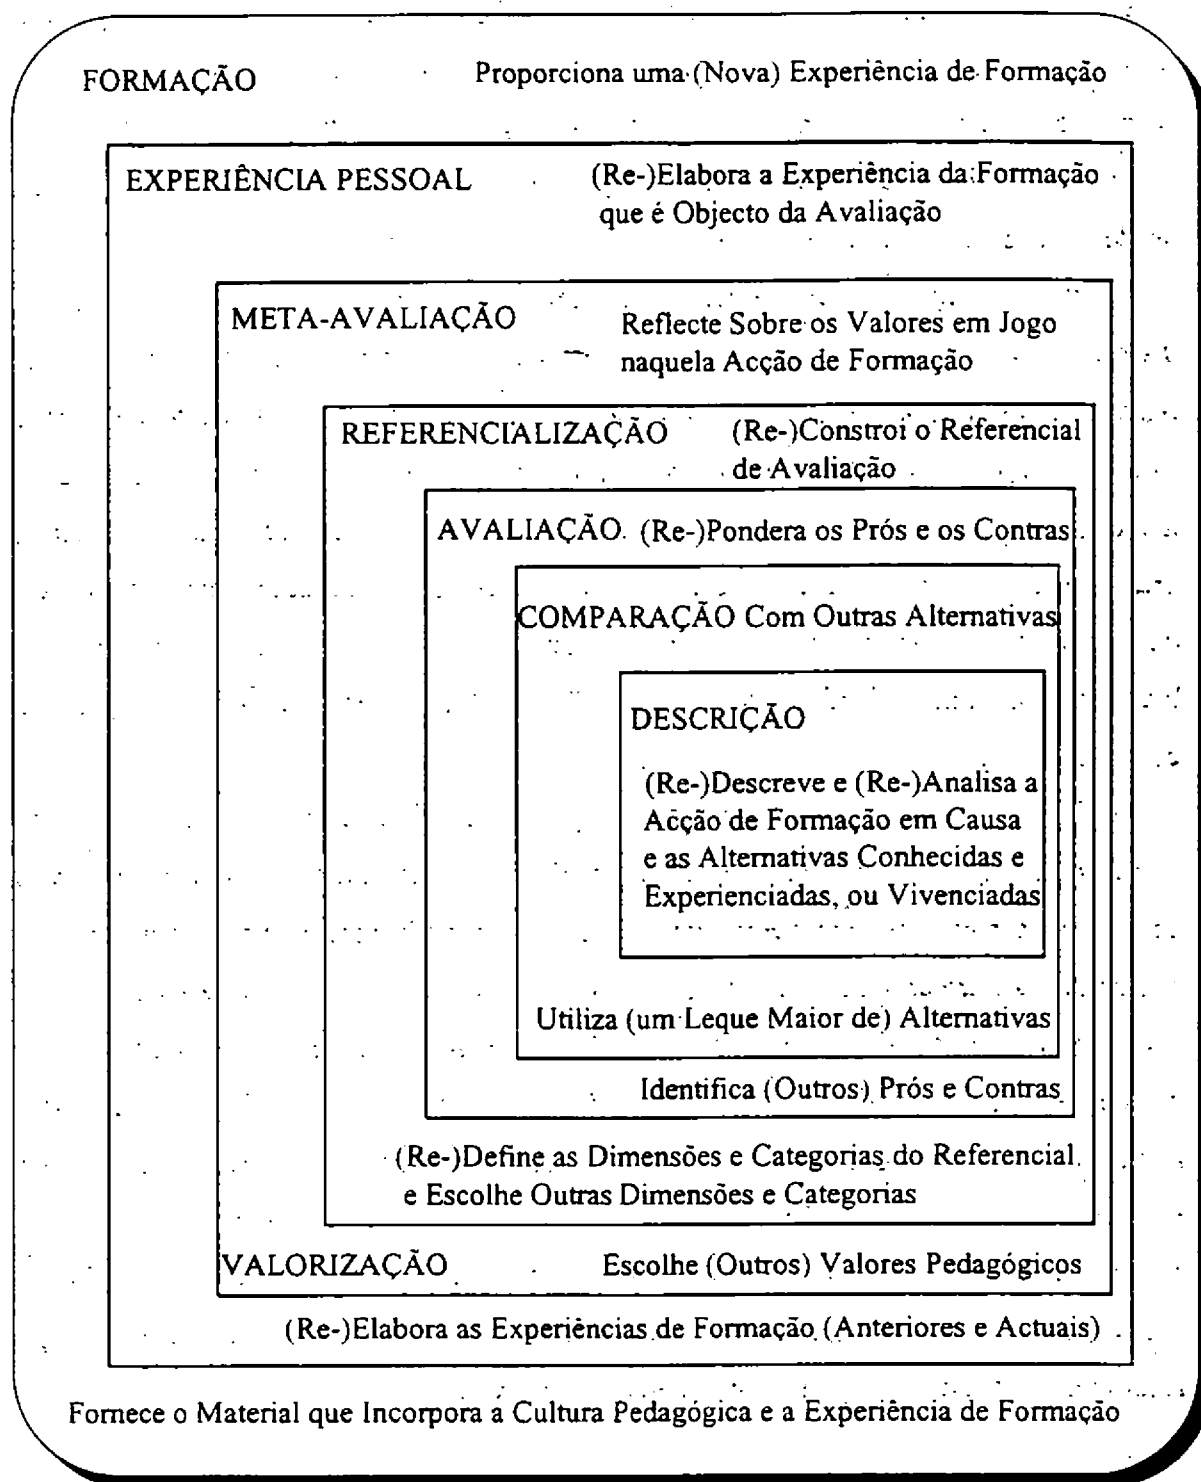 FORMAÇÃO Proporciona uma (Nova) Experiência de Formação
EXPERIÊNCIA PESSOAL (Re-)Elabora a Experiência da Formação
que é Objecto da Avaliação
META-AVALIAÇÃO Reflecte Sobre os Valores em Jogo
naquela Acção de Formação
REFERENCIALIZAÇÃO (Re-)Constroi o Referencial
de Avaliação
AVALIAÇÃO (Re-)Pondera os Prós e os Contras
COMPARAÇÃO Com Outras Alternativas
DESCRIÇÃO
(Re-)Descreve e (Re-)Analisa a
Acção de Formação em Causa
e as Alternativas Conhecidas e
Experienciadas, ou Vivenciadas
Utiliza (um Leque Maior de) Alternativas
Identifica (Outros) Prós e Contras
(Re-)Define as Dimensões e Categorias do Referencial
e Escolhe Outras Dimensões e Categorias
VALORIZAÇÃO Escolhe (Outros) Valores Pedagógicos
(Re-)Elabora as Experiências de Formação (Anteriores e Actuais)
Fornece o Material que Incorpora a Cultura Pedagógica e a Experiência de Formação